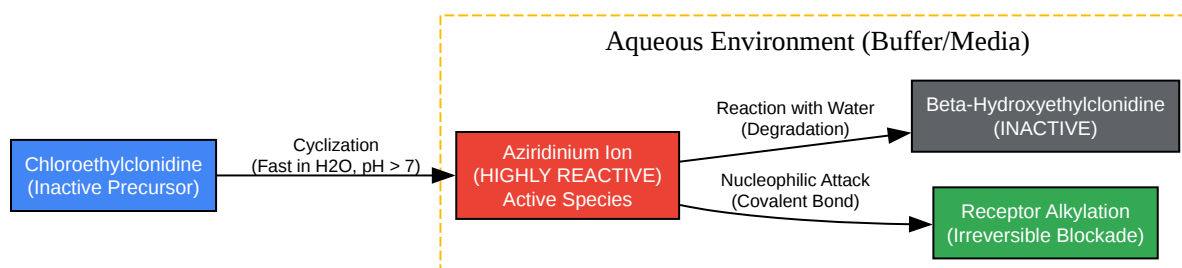 Aqueous Environment (Buffer/Media)
Chloroethylclonidine
(Inactive Precursor)
Cyclization
(Fast in H2O, pH > 7)
Aziridinium Ion
(HIGHLY REACTIVE)
Active Species
Reaction with Water
(Degradation)
Beta-Hydroxyethylclonidine
(INACTIVE)
Nucleophilic Attack
(Covalent Bond)
Receptor Alkylation
(Irreversible Blockade)